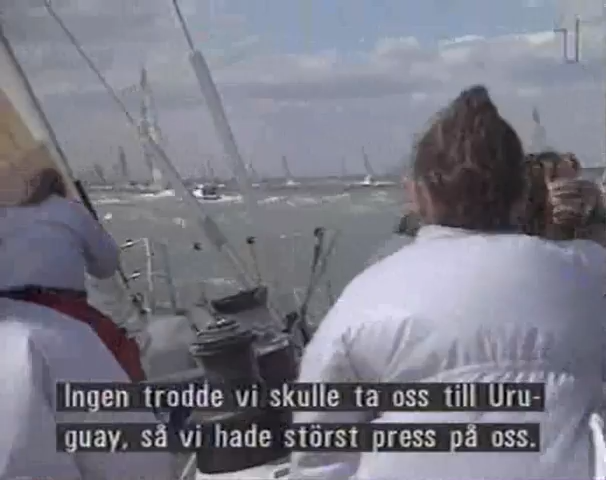 Ingen trodde vi skulle ta oss till Uru-
guay, så vi hade störst press på oss.